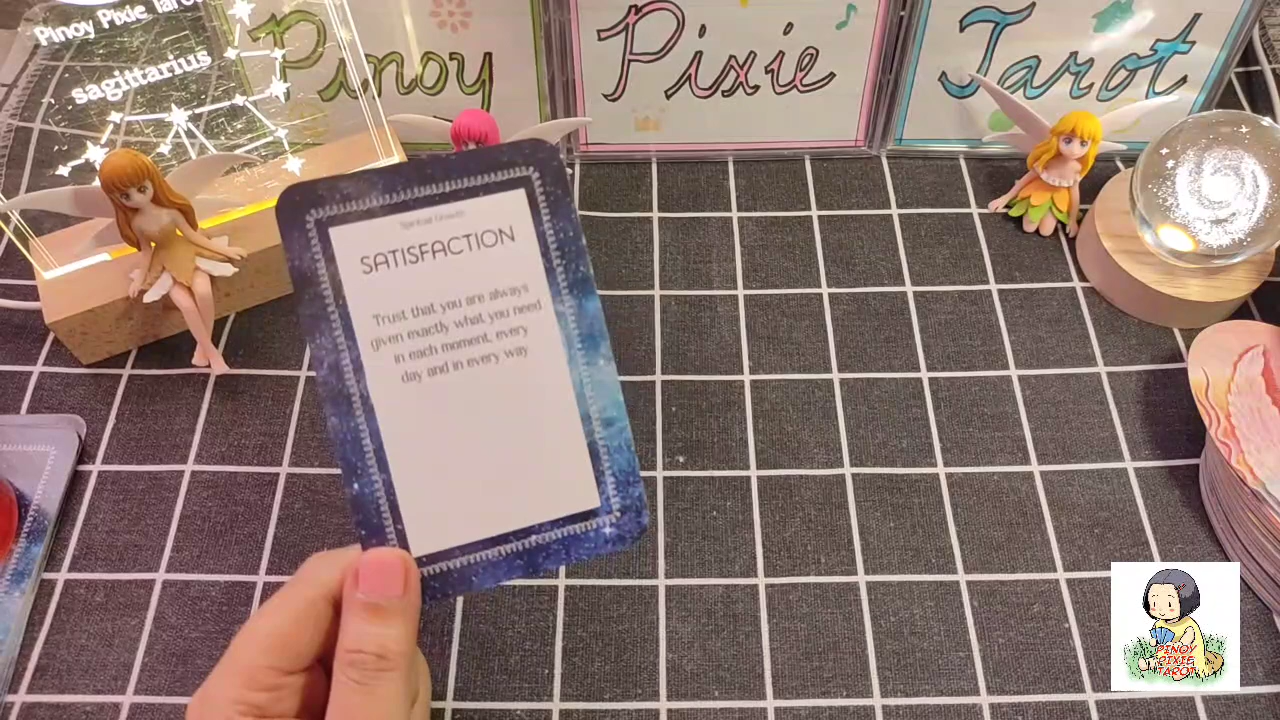 Pinoy Pixie Tarot
sagittarius
Pinoy
Pixie
Tarot
Spiritual Growth
SATISFACTION
Trust that you are always
given exactly what you need
in each moment, every
day and in every way
PINOY
PIXIE
TAROT